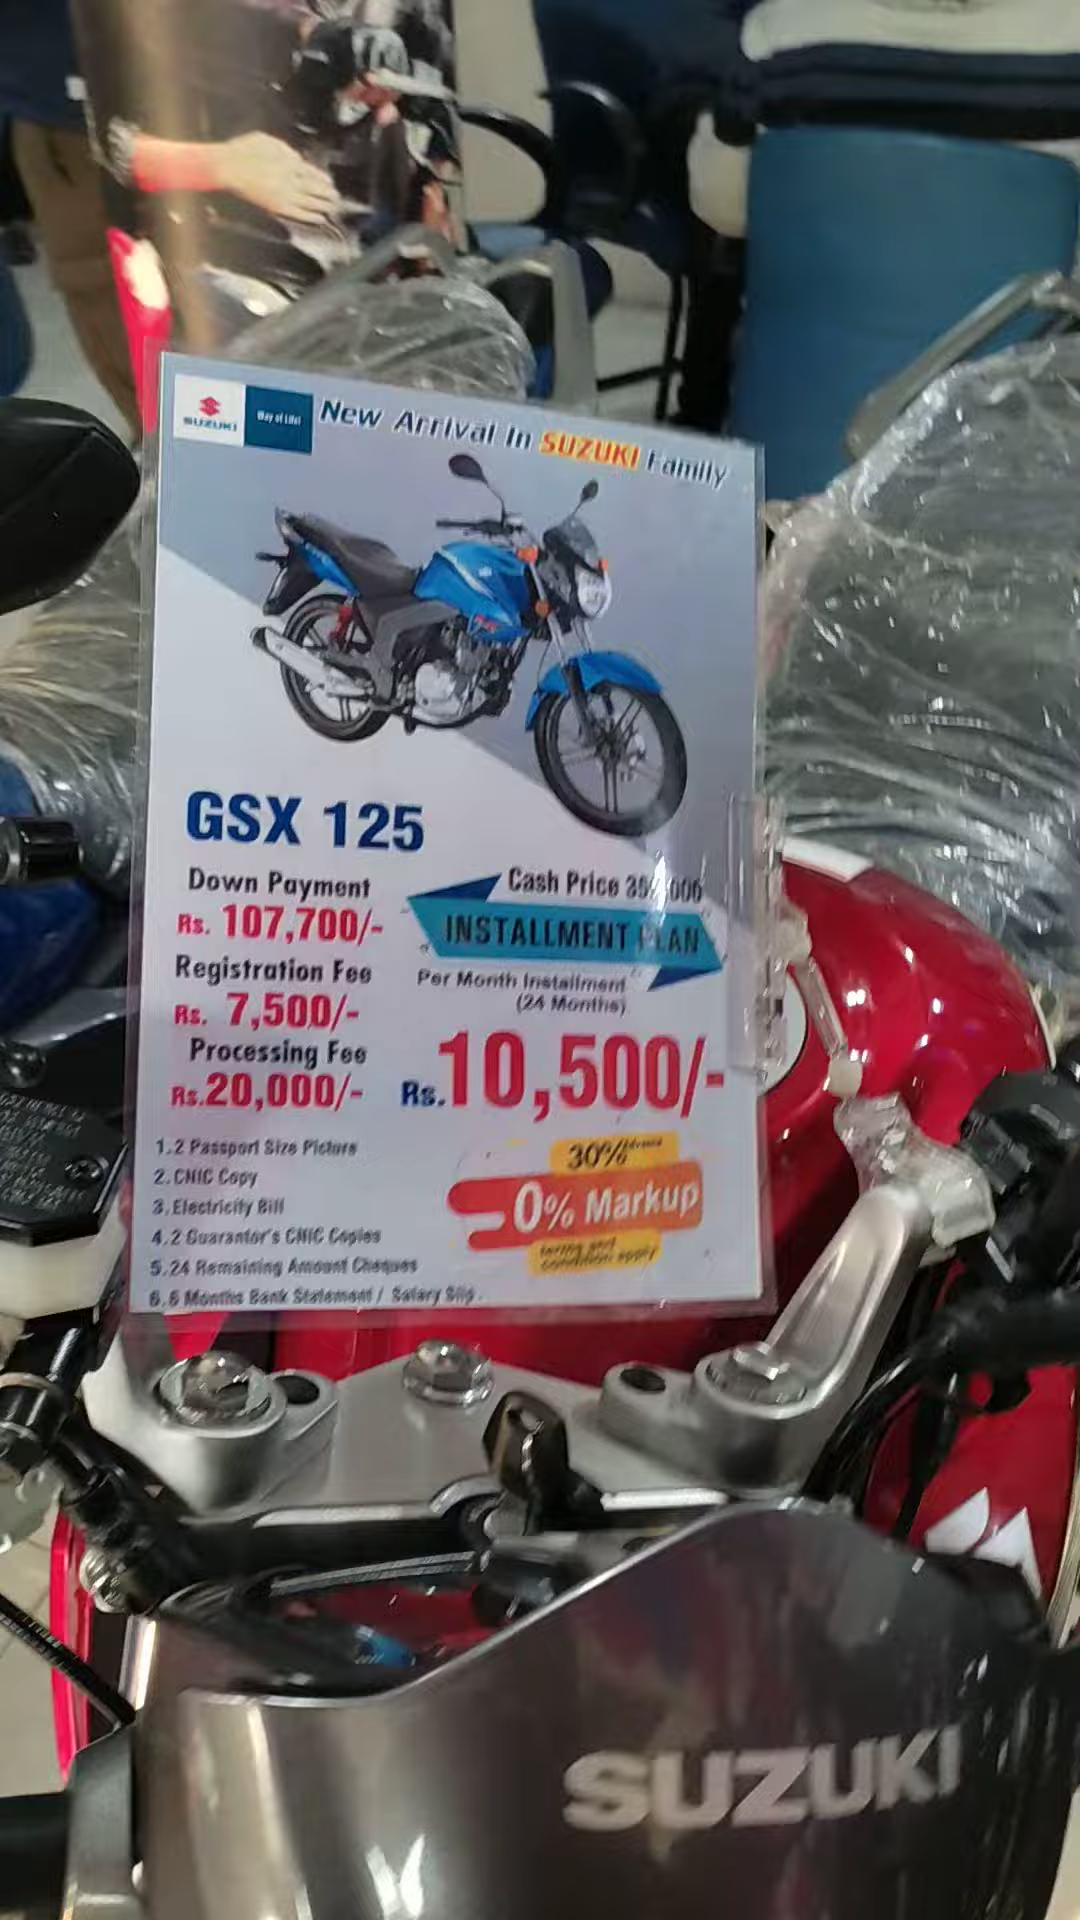 SUZUKI
Way of Life!
New Arrival in SUZUKI Family
GSX 125
Down Payment
Rs. 107,700/-
Registration Fee
Rs. 7,500/-
Processing Fee
Rs.20,000/-
Cash Price
INSTALLMENT PLAN
Per Month Installment
(24 Months)
Rs.10,500/-
1.2 Passport Size Picture
2.CNIC Copy
3.Electricity Bill
4.2 Guarantor's CNIC Copies
5.24 Remaining Amount Cheques
6.6 Months Bank Statement / Salary Slip.
30%
0% Markup
terms and
condition apply
SUZUKI